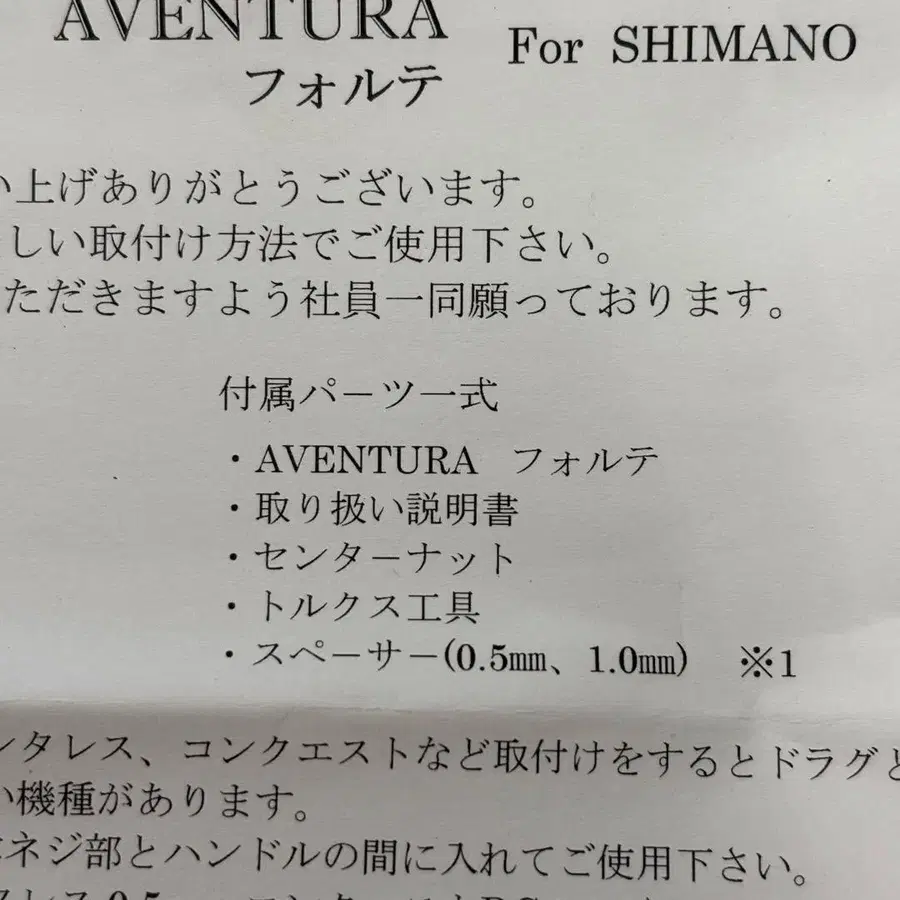 AVENTURA For SHIMANO
フォルテ
い上げありがとうございます。
しい取付け方法でご使用下さい。
ただきますよう社員一同願っております。
付属パーツ一式
・AVENTURA フォルテ
・取り扱い説明書
・センターナット
・トルクス工具
・スペーサー(0.5㎜、1.0㎜) ※1
ンタレス、コンクエストなど取付けをするとドラグと
い機種があります。
ネジ部とハンドルの間に入れてご使用下さい。